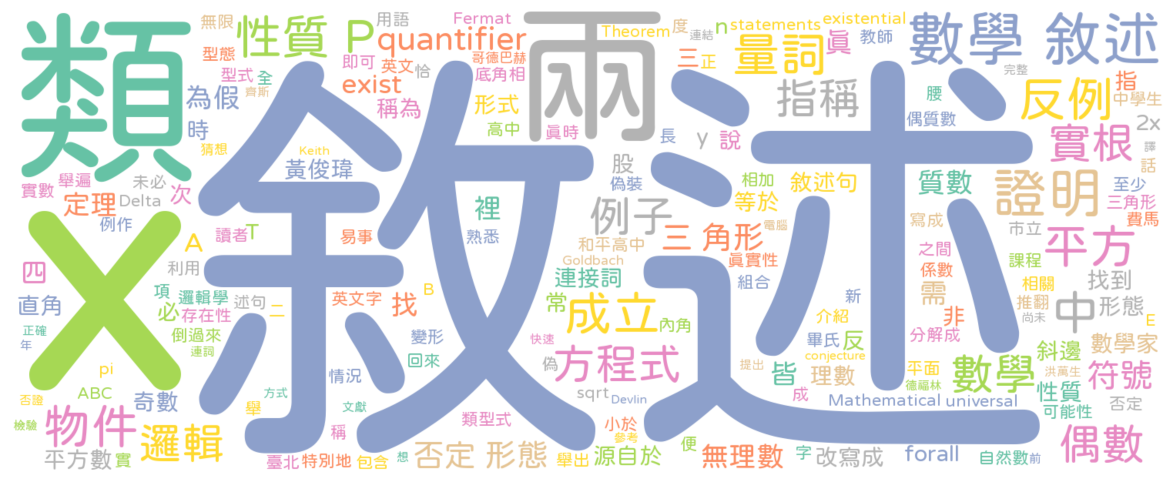 類
敘述
兩
x
無限
型態
型式
全
齊斯
為假
時
猜想
性質 P
用語
Fermat
quantifier
即可
英文
恰
哥德巴赫
底角相
exist
稱為
形式
高中
眞時
Theorem
度
連結
n
statements
existential
三
正
眞
教師
量詞
指稱
y
說
數學 敘述
完整
反例
指
中學生
腰
偶質數
2x
實根
譯
話
Keith
黃俊瑋
實數
舉遍
未必
Delta
次
定理
例作
讀者
T
A
易事
裡
熟悉
股
偽裝
例子
和平高中
Goldbach
連接詞
常
長
相加
等於
敘述句
三 角形
眞實性
電腦
組合
質數
寫成
證明
至少
三角形
費馬
市立
之間
係數
課程
平方
四
直角
項
利用
邏輯學
必
存在性
述句
二
倒過來
連詞
正確
年
英文字
找
B
變形
回來
偽
快速
成立
內角
新
介紹
畢氏
反
conjecture
需
非
相關
推翻
尚未
分解成
中
找到
形態
E
數學家
pi
ABC
奇數
否證
檢驗
物件
平方數
實
邏輯
舉
方式
稱
文獻
情況
臺北
特別地
包含
想
否定 形態
類型式
方程式
sqrt
Devlin
小於
參考
舉出
源自於
提出
皆
理數
成
平面
德福林
Mathematical
universal
數學
斜邊
性質
可能性
洪萬生
符號
否定
無理數
便
字
改寫成
forall
自然數
前
偶數